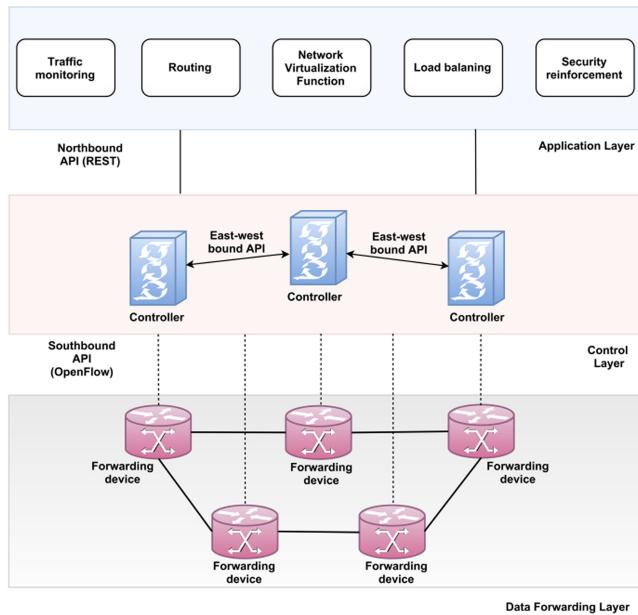 Traffic
monitoring
Routing
Network
Virtualization
Function
Load balaning
Security
reinforcement
Northbound
API (REST)
Application Layer
East-west
bound API
East-west
bound API
Controller
Controller
Controller
Southbound
API
(OpenFlow)
Control
Layer
Forwarding
device
Forwarding
device
Forwarding
device
Forwarding
device
Forwarding
device
Data Forwarding Layer